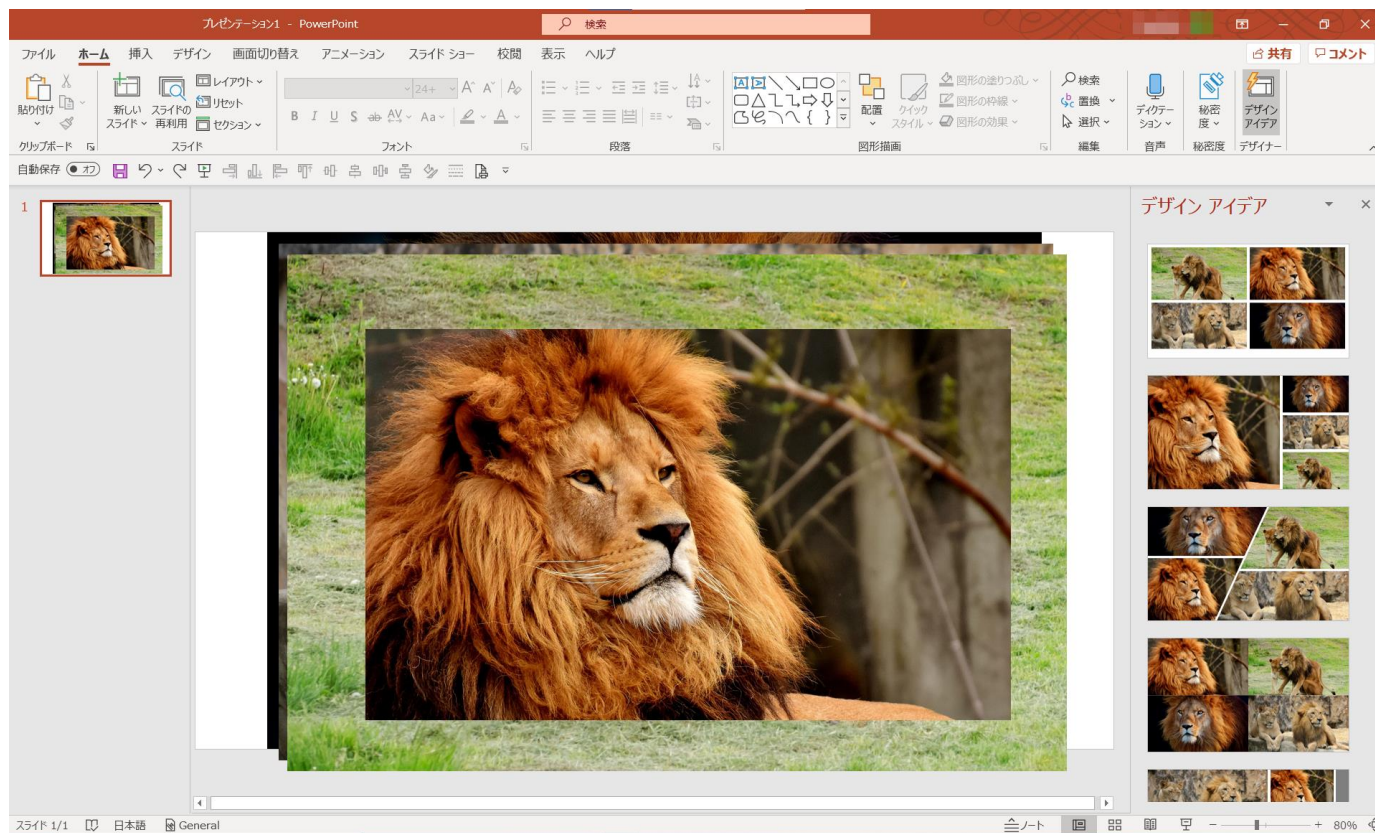 プレゼンテーション1 - PowerPoint
検索
ファイル ホーム 挿入 デザイン 画面切り替え アニメーション スライド ショー 校閲 表示 ヘルプ
共有 コメント
貼り付け
新しい
スライド
スライドの
再利用
レイアウト
リセット
セクション
24+
配置
クイック
スタイル
図形の塗りつぶし
図形の枠線
図形の効果
検索
置換
選択
ディクテー
ション
秘密
度
デザイン
アイデア
クリップボード スライド フォント 段落 図形描画 編集 音声 秘密度 デザイナー
自動保存 オフ
1
デザイン アイデア
スライド 1/1 日本語 General
ノート
80%